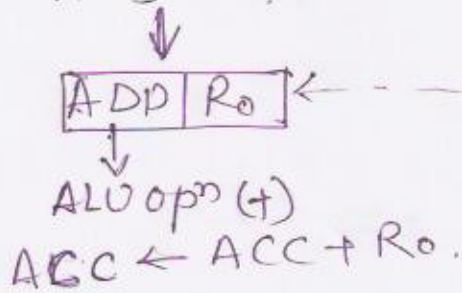 ADD R0
ALU opn (+)
ACC ← ACC + R0.